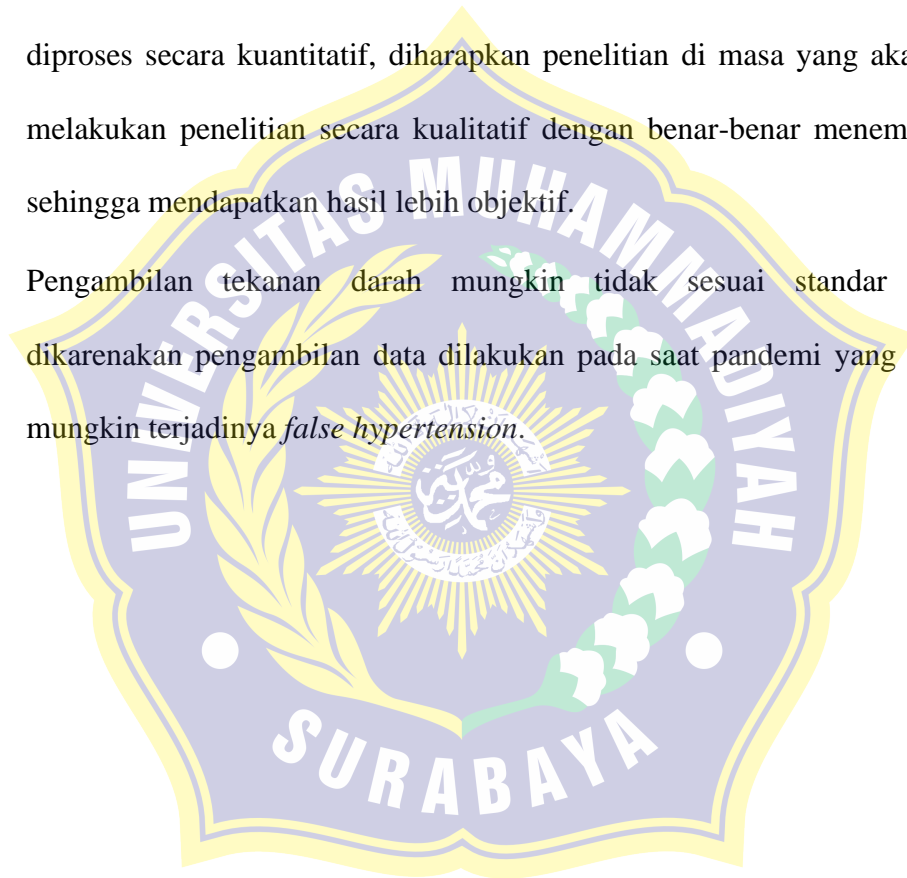 diproses secara kuantitatif, diharapkan penelitian di masa yang
melakukan penelitian secara kualitatif dengan benar-benar
sehingga mendapatkan hasil lebih objektif.
Pengambilan tekanan darah mungkin tidak sesuai standar
dikarenakan pengambilan data dilakukan pada saat pandemi yang
mungkin terjadinya false hypertension.
UNIVERSITAS MUHAMMADIYAH
SURABAYA